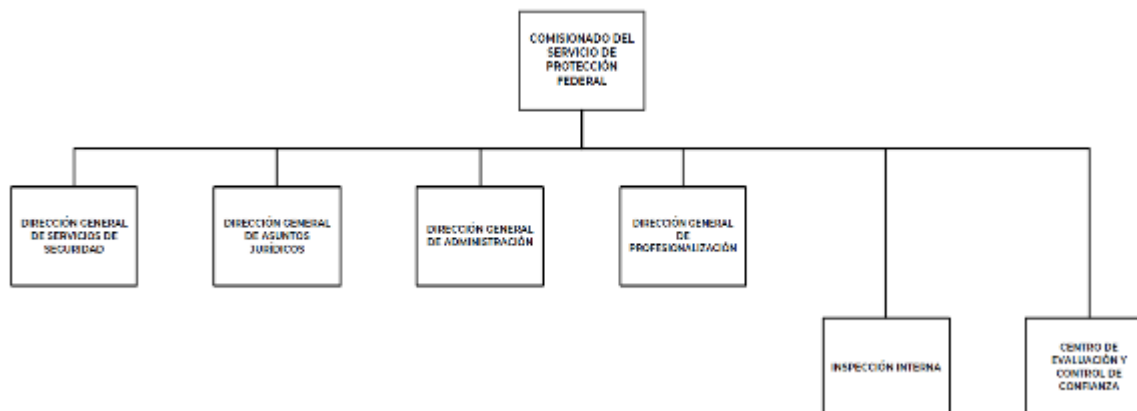 COMISIONADO DEL
SERVICIO DE
PROTECCIÓN
FEDERAL
DIRECCIÓN GENERAL
DE SERVICIOS DE
SEGURIDAD
DIRECCIÓN GENERAL
DE ASUNTOS
JURÍDICOS
DIRECCIÓN GENERAL
DE ADMINISTRACIÓN
DIRECCIÓN GENERAL
DE
PROFESIONALIZACIÓN
INSPECCIÓN INTERNA
CENTRO DE
EVALUACIÓN Y
CONTROL DE
CONFIANZA